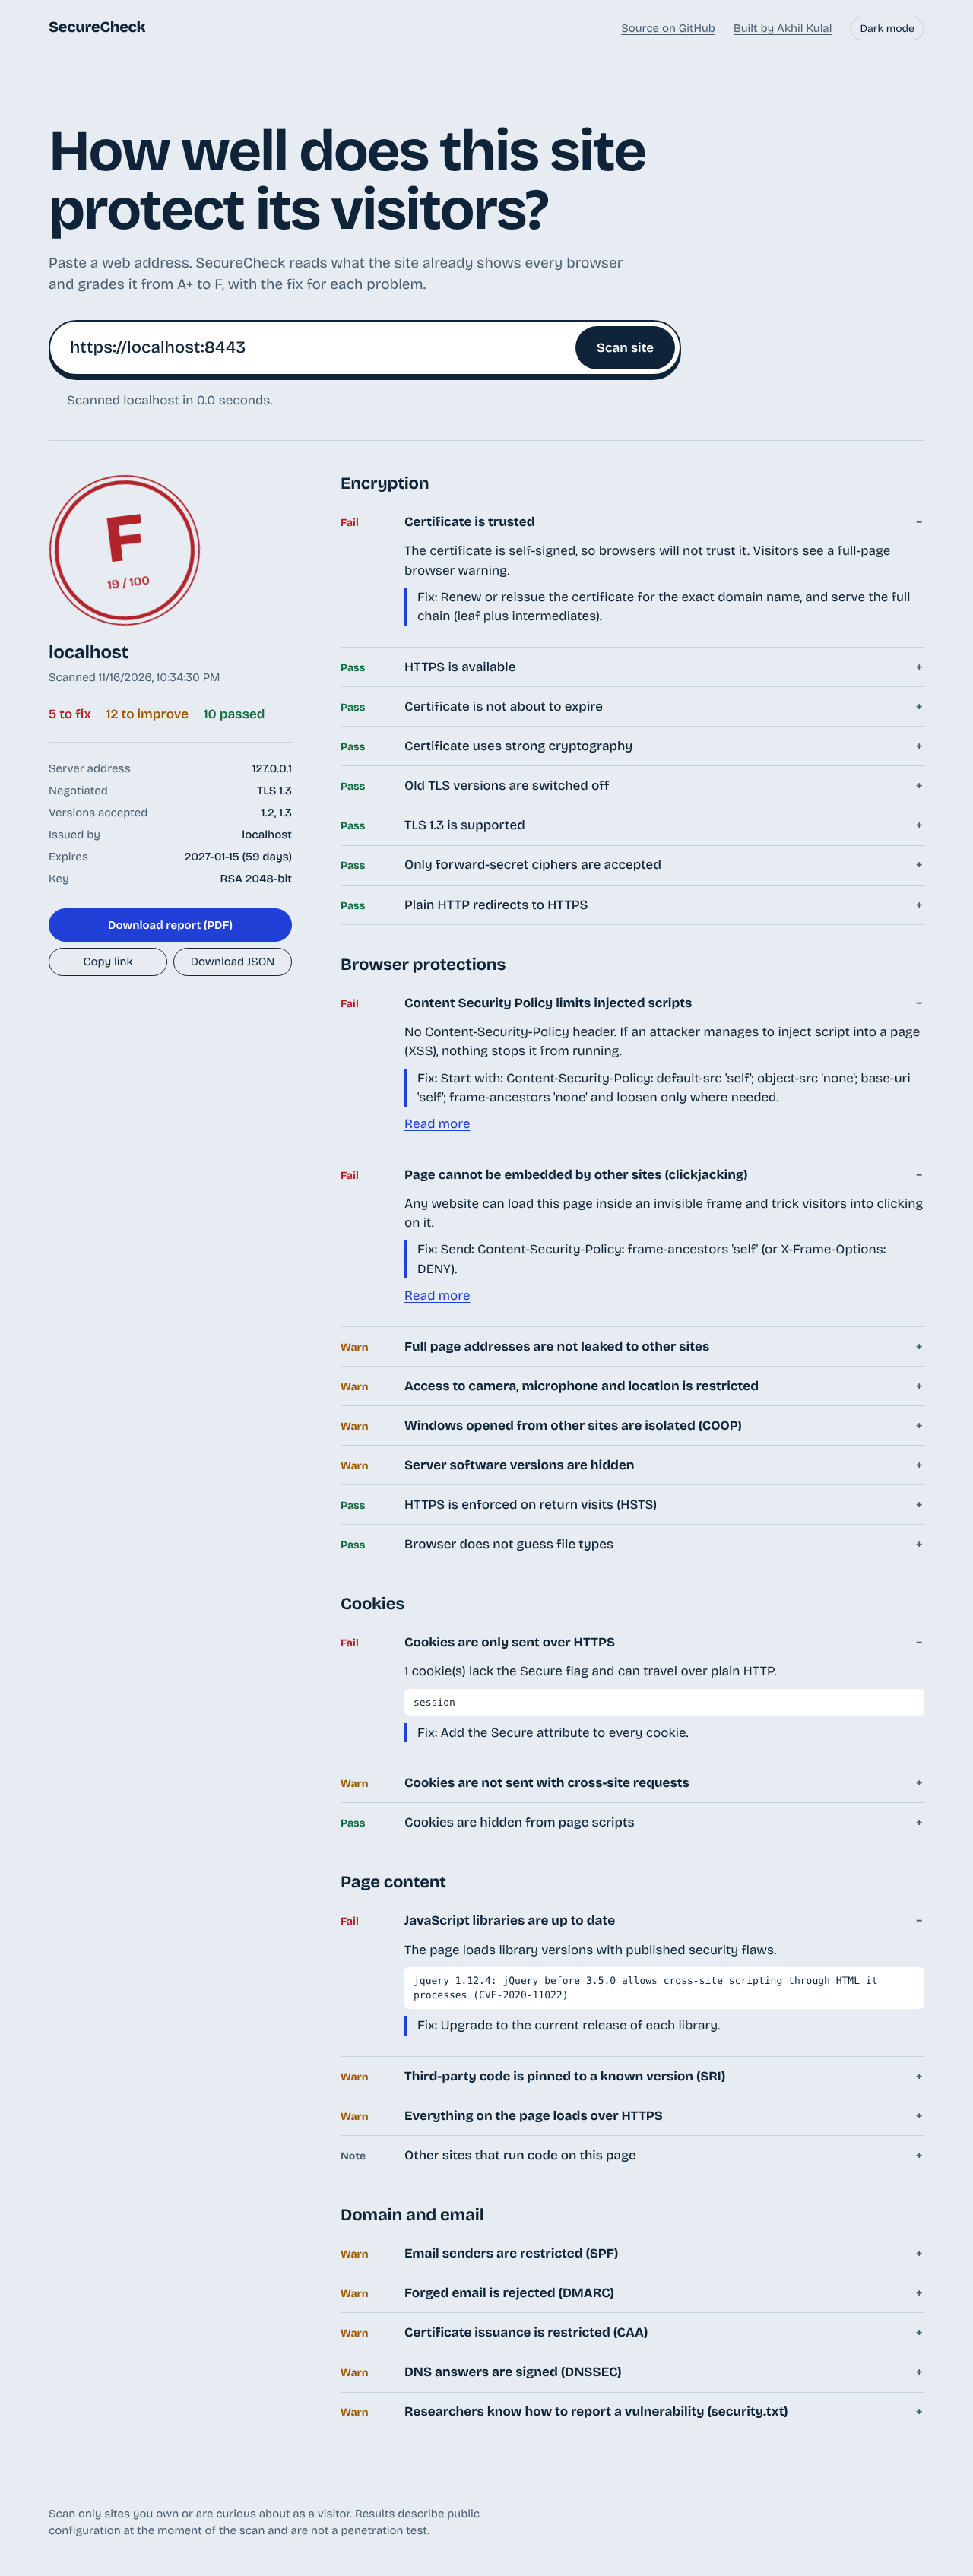 SecureCheck
Source on GitHub
Built by Akhil Kulal
Dark mode
How well does this site
protect its visitors?
Paste a web address. SecureCheck reads what the site already shows every browser
and grades it from A+ to F, with the fix for each problem.
https://localhost:8443
Scan site
Scanned localhost in 0.0 seconds.
F
19 / 100
localhost
Scanned 11/16/2026, 10:34:30 PM
5 to fix 12 to improve 10 passed
Server address 127.0.0.1
Negotiated TLS 1.3
Versions accepted 1.2, 1.3
Issued by localhost
Expires 2027-01-15 (59 days)
Key RSA 2048-bit
Download report (PDF)
Copy link
Download JSON
Encryption
Fail Certificate is trusted −
The certificate is self-signed, so browsers will not trust it. Visitors see a full-page
browser warning.
Fix: Renew or reissue the certificate for the exact domain name, and serve the full
chain (leaf plus intermediates).
Pass HTTPS is available +
Pass Certificate is not about to expire +
Pass Certificate uses strong cryptography +
Pass Old TLS versions are switched off +
Pass TLS 1.3 is supported +
Pass Only forward-secret ciphers are accepted +
Pass Plain HTTP redirects to HTTPS +
Browser protections
Fail Content Security Policy limits injected scripts −
No Content-Security-Policy header. If an attacker manages to inject script into a page
(XSS), nothing stops it from running.
Fix: Start with: Content-Security-Policy: default-src 'self'; object-src 'none'; base-uri
'self'; frame-ancestors 'none' and loosen only where needed.
Read more
Fail Page cannot be embedded by other sites (clickjacking) −
Any website can load this page inside an invisible frame and trick visitors into clicking
on it.
Fix: Send: Content-Security-Policy: frame-ancestors 'self' (or X-Frame-Options:
DENY).
Read more
Warn Full page addresses are not leaked to other sites +
Warn Access to camera, microphone and location is restricted +
Warn Windows opened from other sites are isolated (COOP) +
Warn Server software versions are hidden +
Pass HTTPS is enforced on return visits (HSTS) +
Pass Browser does not guess file types +
Cookies
Fail Cookies are only sent over HTTPS −
1 cookie(s) lack the Secure flag and can travel over plain HTTP.
session
Fix: Add the Secure attribute to every cookie.
Warn Cookies are not sent with cross-site requests +
Pass Cookies are hidden from page scripts +
Page content
Fail JavaScript libraries are up to date −
The page loads library versions with published security flaws.
jquery 1.12.4: jQuery before 3.5.0 allows cross-site scripting through HTML it
processes (CVE-2020-11022)
Fix: Upgrade to the current release of each library.
Warn Third-party code is pinned to a known version (SRI) +
Warn Everything on the page loads over HTTPS +
Note Other sites that run code on this page +
Domain and email
Warn Email senders are restricted (SPF) +
Warn Forged email is rejected (DMARC) +
Warn Certificate issuance is restricted (CAA) +
Warn DNS answers are signed (DNSSEC) +
Warn Researchers know how to report a vulnerability (security.txt) +
Scan only sites you own or are curious about as a visitor. Results describe public
configuration at the moment of the scan and are not a penetration test.